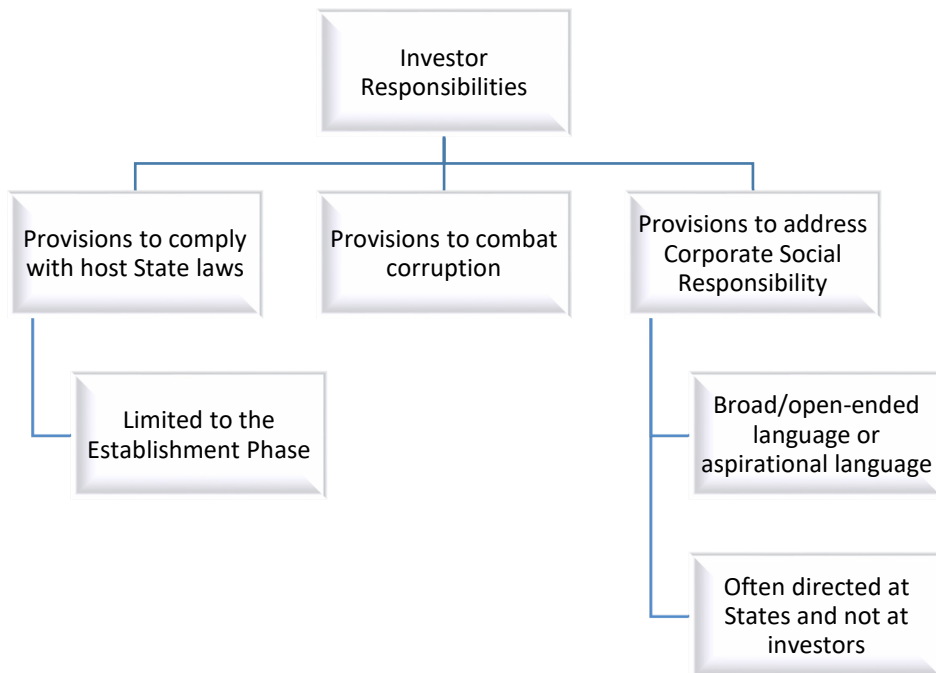 Investor
Responsibilities
Provisions to comply
with host State laws
Limited to the
Establishment Phase
Provisions to combat
corruption
Provisions to address
Corporate Social
Responsibility
Broad/open-ended
language or
aspirational language
Often directed at
States and not at
investors